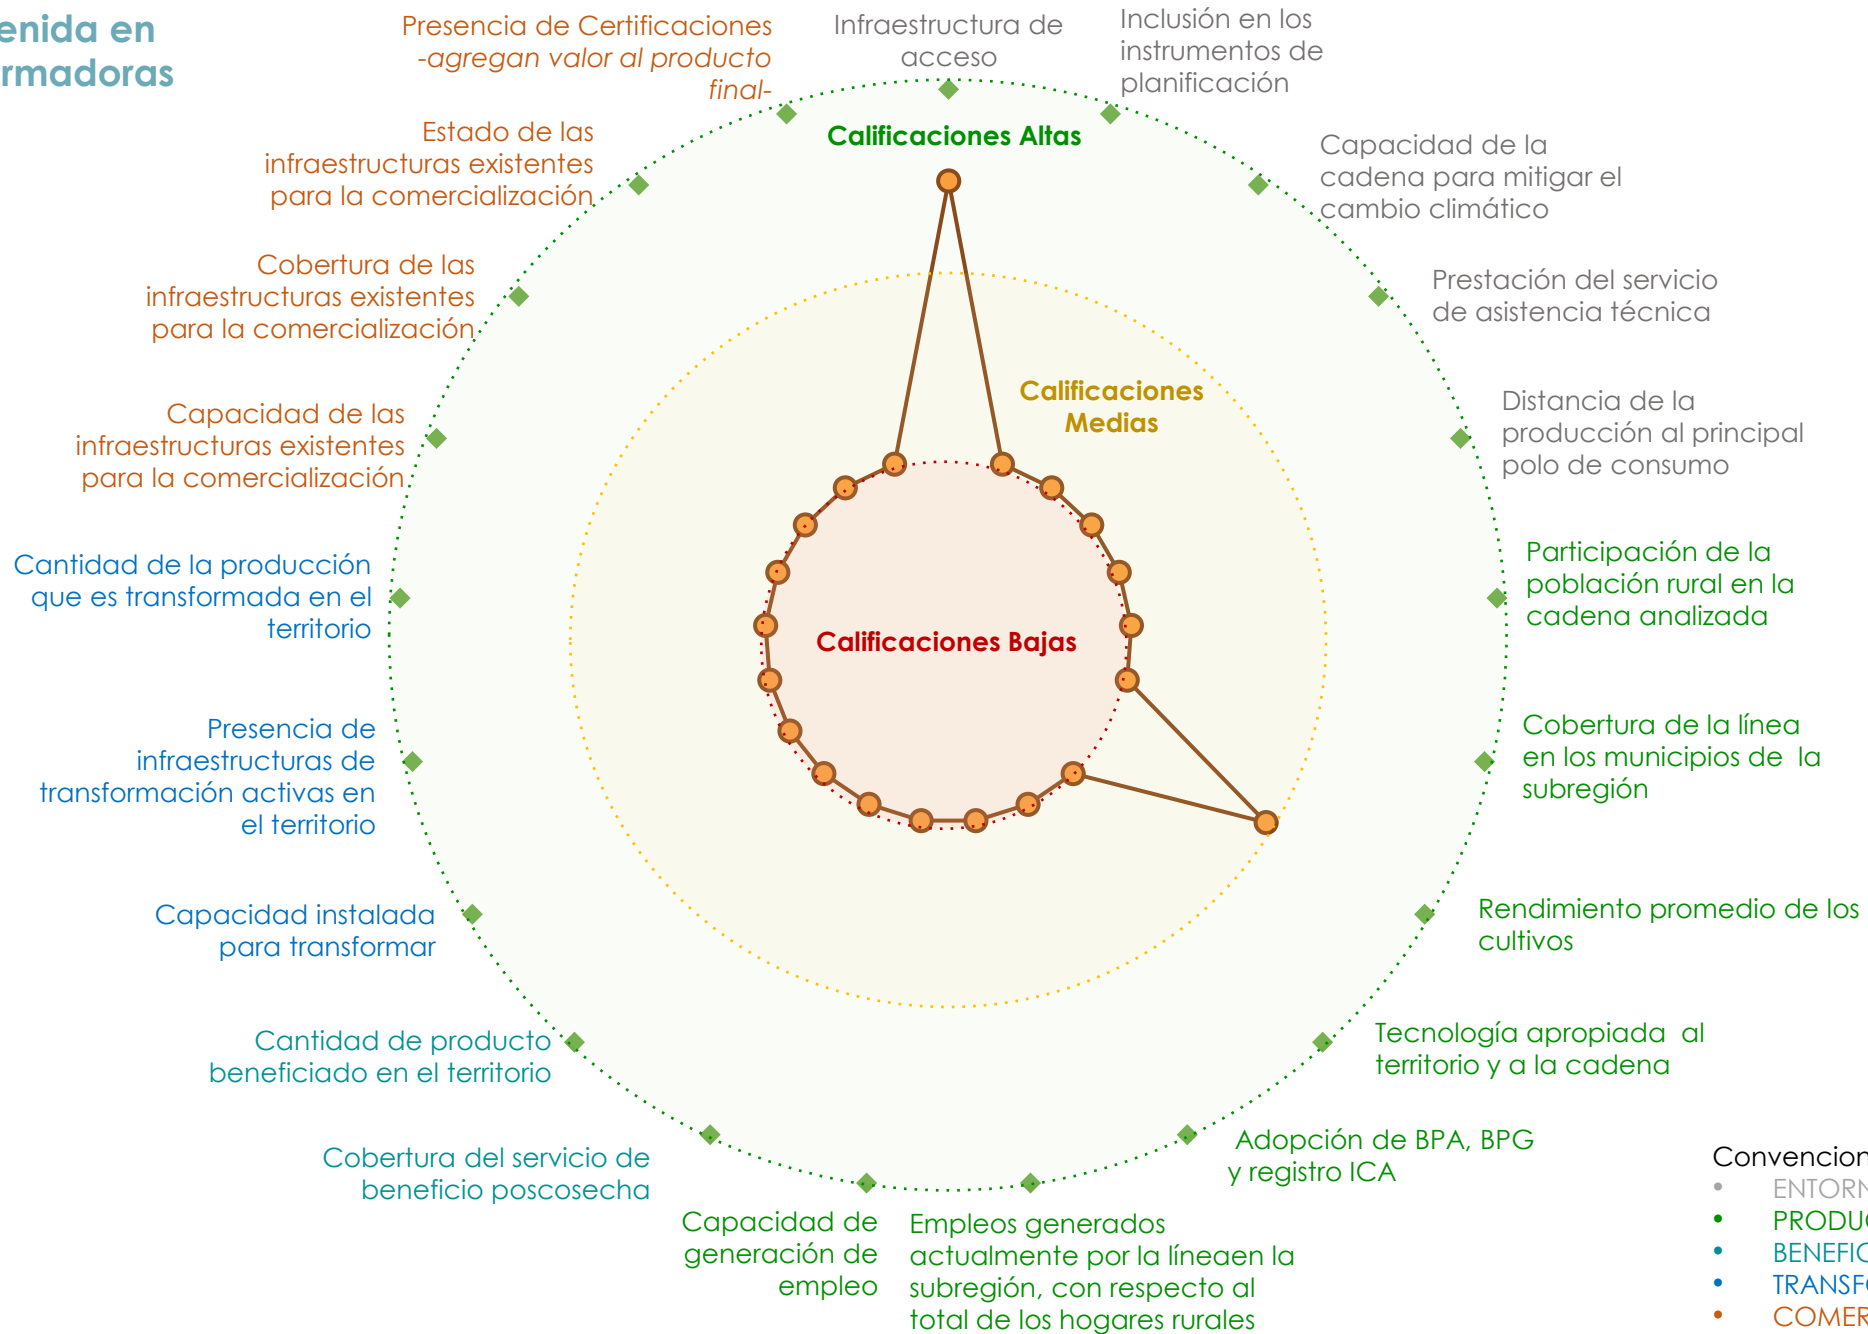 enida en
rmadoras
Presencia de Certificaciones
-agregan valor al producto
final-
Infraestructura de
acceso
Inclusión en los
instrumentos de
planificación
Calificaciones Altas
Estado de las
infraestructuras existentes
para la comercialización
Capacidad de la
cadena para mitigar el
cambio climático
Cobertura de las
infraestructuras existentes
para la comercialización
Prestación del servicio
de asistencia técnica
Calificaciones
Medias
Capacidad de las
infraestructuras existentes
para la comercialización
Distancia de la
producción al principal
polo de consumo
Cantidad de la producción
que es transformada en el
territorio
Participación de la
población rural en la
cadena analizada
Calificaciones Bajas
Presencia de
infraestructuras de
transformación activas en
el territorio
Cobertura de la línea
en los municipios de  la
subregión
Capacidad instalada
para transformar
Rendimiento promedio de los
cultivos
Cantidad de producto
beneficiado en el territorio
Tecnología apropiada  al
territorio y a la cadena
Cobertura del servicio de
beneficio poscosecha
Adopción de BPA, BPG
y registro ICA
Capacidad de
generación de
empleo
Empleos generados
actualmente por la líneaen la
subregión, con respecto al
total de los hogares rurales
Convencion
• ENTORN
• PRODU
• BENEFIC
• TRANSF
• COMER